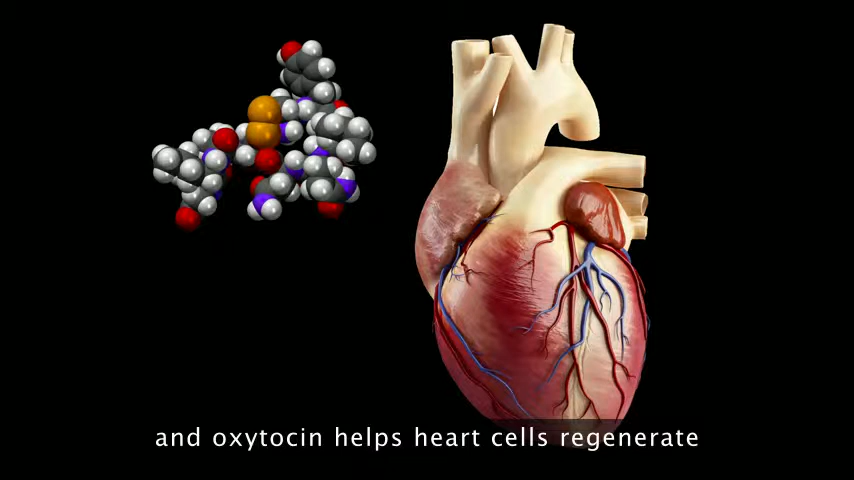 and oxytocin helps heart cells regenerate